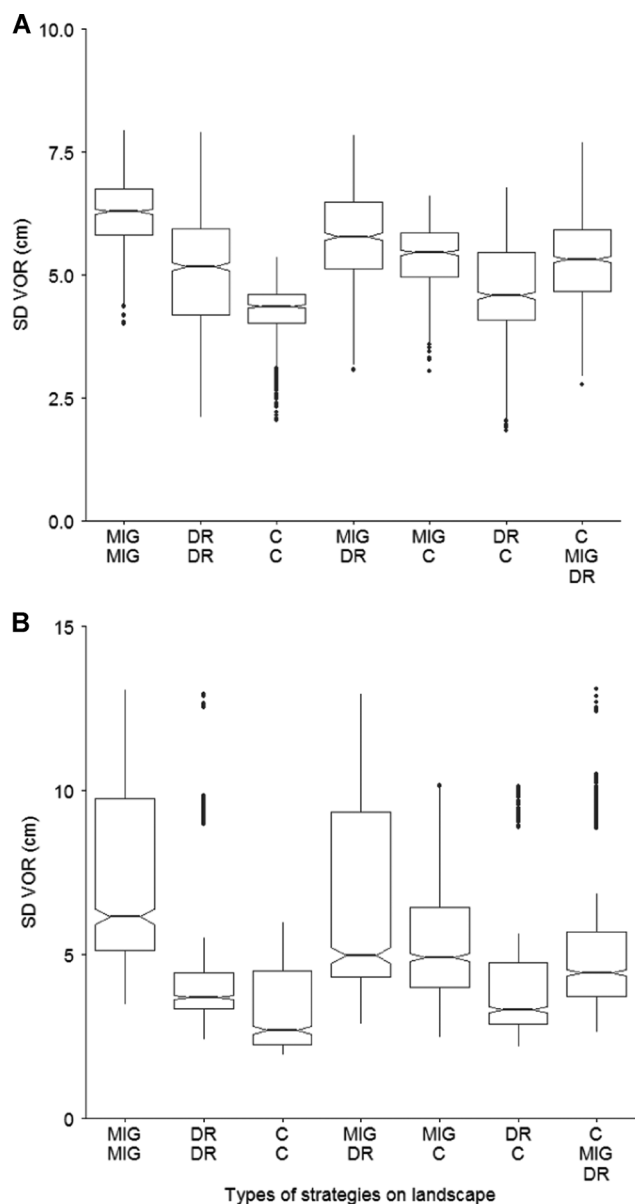 A
10.0
7.5
5.0
2.5
0.0
SD VOR (cm)
MIG DR C MIG MIG DR C
MIG DR C DR C C MIG
DR
B
15
10
5
0
SD VOR (cm)
MIG DR C MIG MIG DR C
MIG DR C DR C C MIG
DR
Types of strategies on landscape